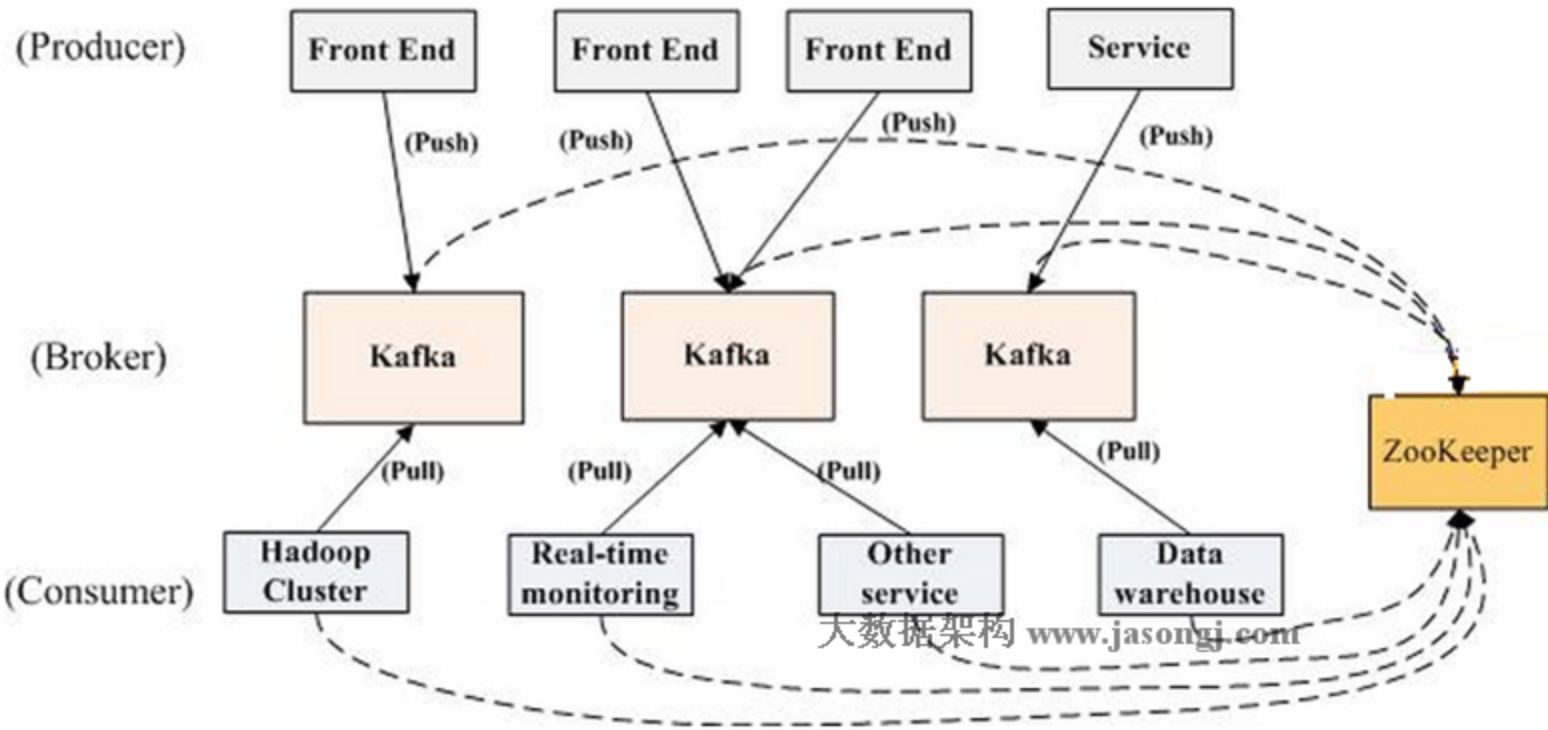 (Producer)
Front End
Front End
Front End
Service
(Push)
(Push)
(Push)
(Push)
(Broker)
Kafka
Kafka
Kafka
ZooKeeper
(Pull)
(Pull)
(Pull)
(Pull)
(Consumer)
Hadoop
Cluster
Real-time
monitoring
Other
service
Data
warehouse
大数据架构 www.jasongj.com